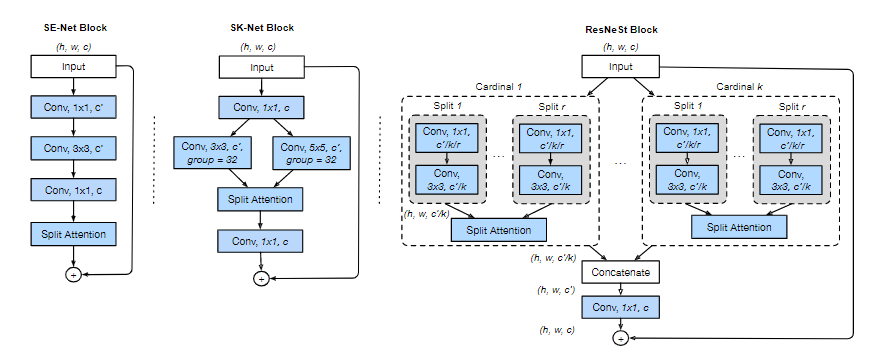 SE-Net Block
(h, w, c)
Input
Conv, 1x1, c'
Conv, 3x3, c'
Conv, 1x1, c
Split Attention
+
SK-Net Block
(h, w, c)
Input
Conv, 1x1, c
Conv, 3x3, c',
group = 32
Conv, 5x5, c',
group = 32
Split Attention
Conv, 1x1, c
+
ResNeSt Block
(h, w, c)
Input
Cardinal 1
Split 1
Conv, 1x1,
c'/k/r
Conv,
3x3, c'/k
...
Split r
Conv, 1x1,
c'/k/r
Conv,
3x3, c'/k
(h, w, c'/k)
Split Attention
...
Cardinal k
Split 1
Conv, 1x1,
c'/k/r
Conv,
3x3, c'/k
...
Split r
Conv, 1x1,
c'/k/r
Conv,
3x3, c'/k
Split Attention
(h, w, c'/k)
Concatenate
(h, w, c')
Conv, 1x1, c
(h, w, c)
+